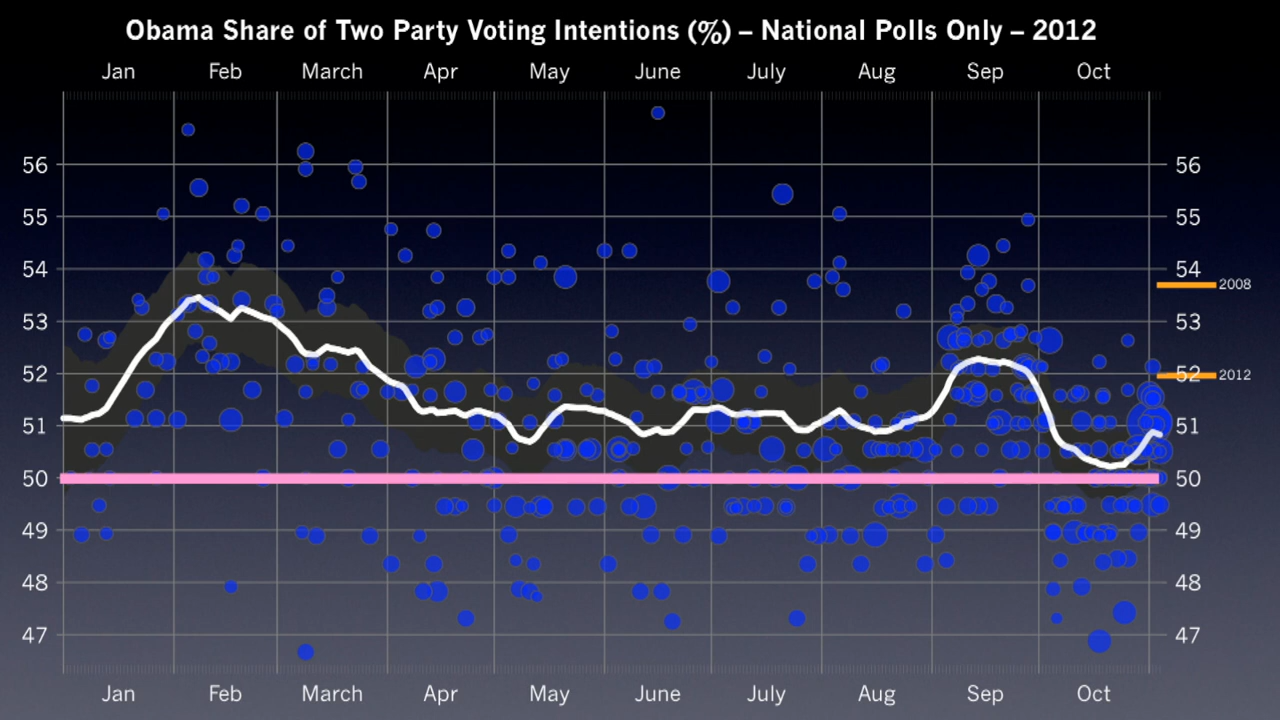 Obama Share of Two Party Voting Intentions (%) – National Polls Only – 2012
Jan Feb March Apr May June July Aug Sep Oct
56 56
55 55
54 54
2008
53 53
52 52 2012
51 51
50 50
49 49
48 48
47 47
Jan Feb March Apr May June July Aug Sep Oct